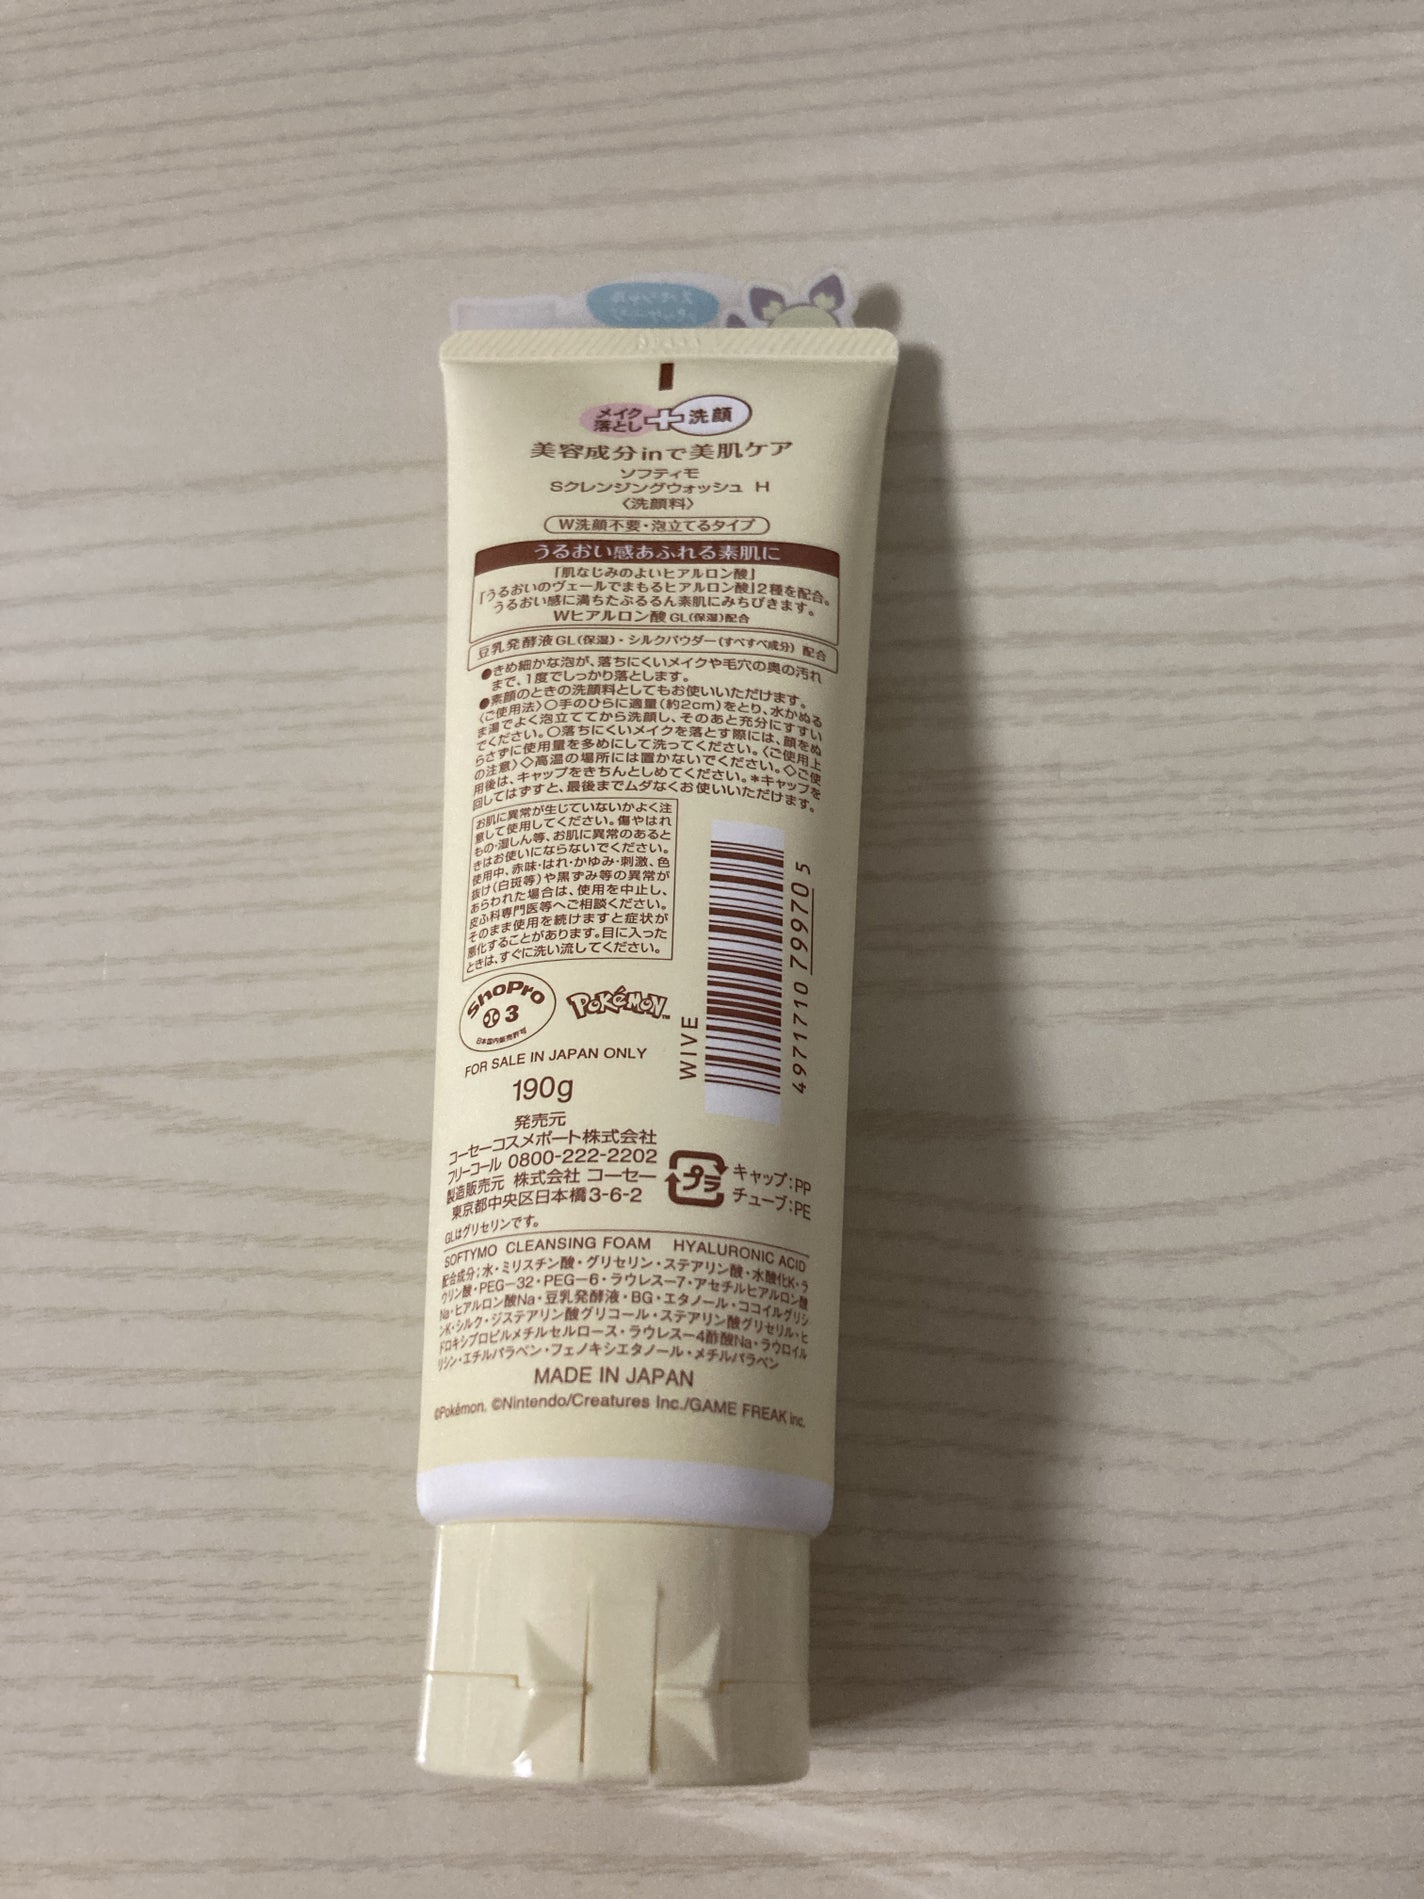 メイク
落とし
+洗顔
美容成分inで美肌ケア
ソフティモ
Sクレンジングウォッシュ H
〈洗顔料〉
W洗顔不要・泡立てるタイプ
うるおい感あふれる素肌に
「肌なじみのよいヒアルロン酸」
「うるおいのヴェールでまもるヒアルロン酸」2種を配合。
うるおい感に満ちたぷるるん素肌にみちびきます。
Wヒアルロン酸 GL(保湿)配合
豆乳発酵液 GL(保湿)・シルクパウダー(すべすべ成分) 配合
●きめ細かな泡が、落ちにくいメイクや毛穴の奥の汚れ
まで、1度でしっかり落とします。
●素顔のときの洗顔料としてもお使いいただけます。
〈ご使用法〉○手のひらに適量(約2cm)をとり、水かぬる
ま湯でよく泡立ててから洗顔し、そのあと充分にすすい
でください。○落ちにくいメイクを落とす際には、顔をぬ
らさずに使用量を多めにして洗ってください。〈ご使用上
の注意〉◇高温の場所には置かないでください。◇ご使
用後は、キャップをきちんとしめてください。*キャップを
回してはずすと、最後までムダなくお使いいただけます。
お肌に異常が生じていないかよく注
意して使用してください。傷やはれ
もの・湿しん等、お肌に異常のあると
きはお使いにならないでください。
使用中、赤味・はれ・かゆみ・刺激、色
抜け(白斑等)や黒ずみ等の異常が
あらわれた場合は、使用を中止し、
皮ふ科専門医等へご相談ください。
そのまま使用を続けますと症状が
悪化することがあります。目に入った
ときは、すぐに洗い流してください。
4971710 79970 5
WIVE
ShoPro
3
日本国内販売許可
POKéMON™
FOR SALE IN JAPAN ONLY
190g
発売元
コーセーコスメポート株式会社
フリーコール 0800-222-2202
製造販売元 株式会社 コーセー
東京都中央区日本橋3-6-2
プラ
キャップ:PP
チューブ:PE
GLはグリセリンです。
SOFTYMO CLEANSING FOAM HYALURONIC ACID
配合成分;水・ミリスチン酸・グリセリン・ステアリン酸・水酸化K・ラ
ウリン酸・PEG-32・PEG-6・ラウレス-7・アセチルヒアルロン酸
Na・ヒアルロン酸Na・豆乳発酵液・BG・エタノール・ココイルグリシ
ンK・シルク・ジステアリン酸グリコール・ステアリン酸グリセリル・ヒ
ドロキシプロピルメチルセルロース・ラウレス-4酢酸Na・ラウロイル
リシン・エチルパラベン・フェノキシエタノール・メチルパラベン
MADE IN JAPAN
©Pokémon. ©Nintendo/Creatures Inc./GAME FREAK inc.